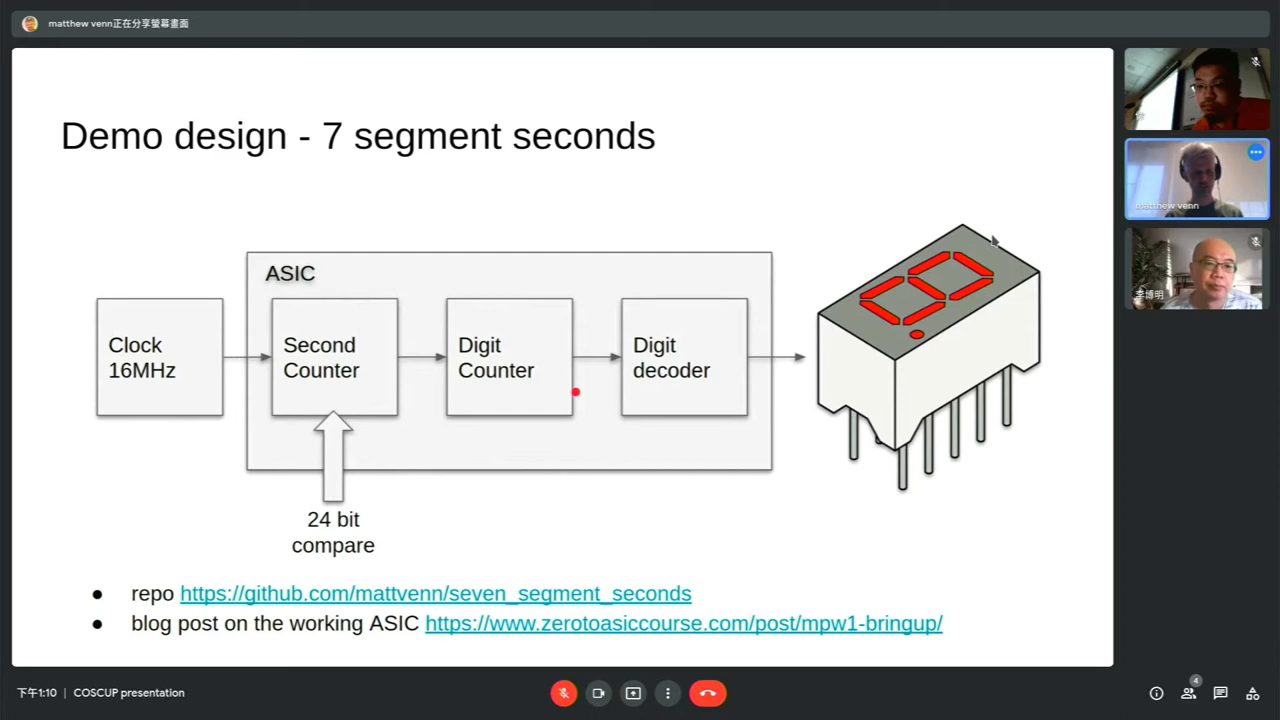 matthew venn正在分享螢幕畫面
Demo design - 7 segment seconds
ASIC
Clock
16MHz
Second
Counter
Digit
Counter
Digit
decoder
24 bit
compare
● repo https://github.com/mattvenn/seven_segment_seconds
● blog post on the working ASIC https://www.zerotoasiccourse.com/post/mpw1-bringup/
matthew venn
李博明
下午1:10 | COSCUP presentation
4